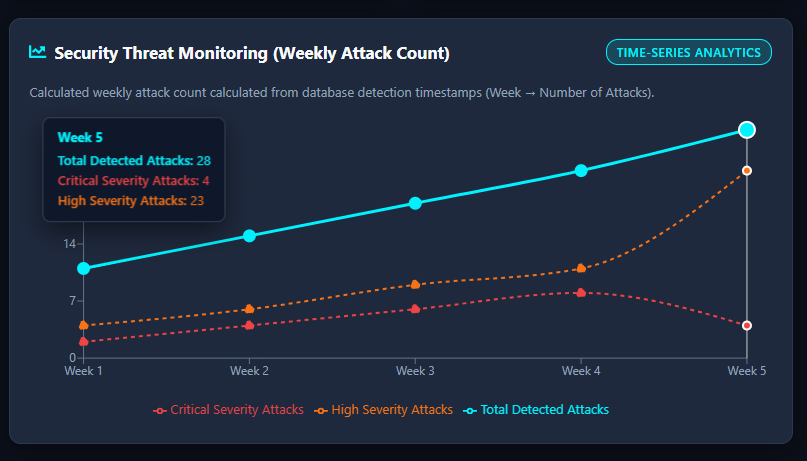 Security Threat Monitoring (Weekly Attack Count)
TIME-SERIES ANALYTICS
Calculated weekly attack count calculated from database detection timestamps (Week → Number of Attacks).
Week 5
Total Detected Attacks: 28
Critical Severity Attacks: 4
High Severity Attacks: 23
14
7
0
Week 1 Week 2 Week 3 Week 4 Week 5
Critical Severity Attacks High Severity Attacks Total Detected Attacks